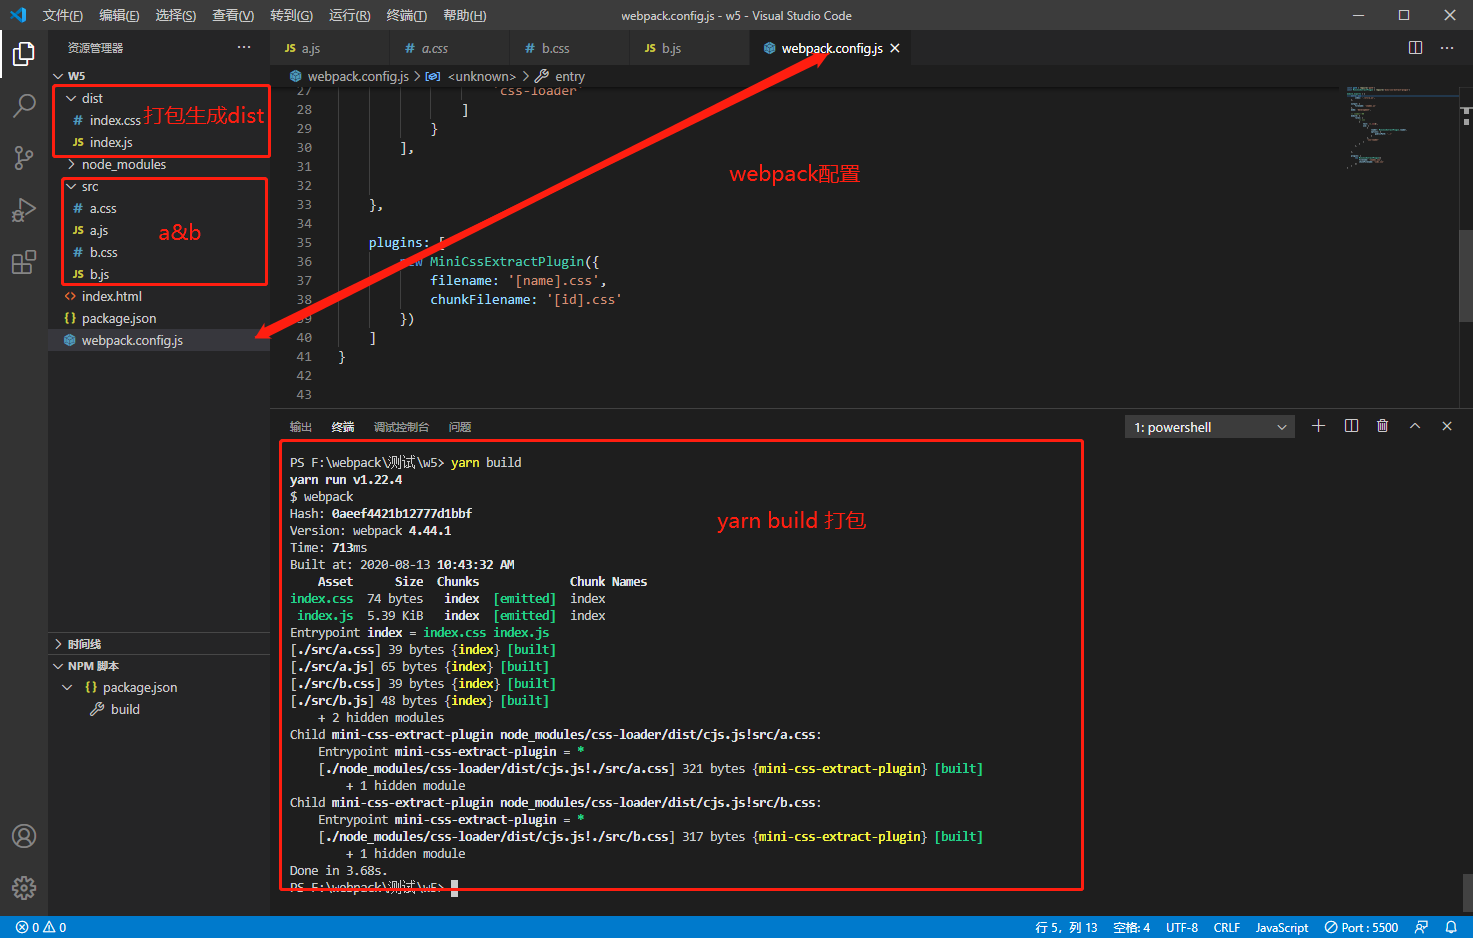 文件(F) 编辑(E) 选择(S) 查看(V) 转到(G) 运行(R) 终端(T) 帮助(H)
webpack.config.js - w5 - Visual Studio Code
资源管理器 ···
W5
dist
index.css
index.js
打包生成dist
node_modules
src
a.css
a.js
b.css
b.js
a&b
index.html
package.json
webpack.config.js
时间线
NPM 脚本
package.json
build
a.js a.css b.css b.js webpack.config.js
webpack.config.js > <unknown> > entry
27 'css-loader'
28 ]
29 }
30 ],
31
32
33 },
34
35 plugins: [
36 new MiniCssExtractPlugin({
37 filename: '[name].css',
38 chunkFilename: '[id].css'
39 })
40 ]
41 }
42
43
webpack配置
输出 终端 调试控制台 问题
1: powershell
PS F:\webpack\测试\w5> yarn build
yarn run v1.22.4
$ webpack
Hash: 0aeef4421b12777d1bbf
Version: webpack 4.44.1
Time: 713ms
Built at: 2020-08-13 10:43:32 AM
Asset Size Chunks Chunk Names
index.css 74 bytes index [emitted] index
index.js 5.39 KiB index [emitted] index
Entrypoint index = index.css index.js
[./src/a.css] 39 bytes {index} [built]
[./src/a.js] 65 bytes {index} [built]
[./src/b.css] 39 bytes {index} [built]
[./src/b.js] 48 bytes {index} [built]
+ 2 hidden modules
Child mini-css-extract-plugin node_modules/css-loader/dist/cjs.js!src/a.css:
Entrypoint mini-css-extract-plugin = *
[./node_modules/css-loader/dist/cjs.js!./src/a.css] 321 bytes {mini-css-extract-plugin} [built]
+ 1 hidden module
Child mini-css-extract-plugin node_modules/css-loader/dist/cjs.js!src/b.css:
Entrypoint mini-css-extract-plugin = *
[./node_modules/css-loader/dist/cjs.js!./src/b.css] 317 bytes {mini-css-extract-plugin} [built]
+ 1 hidden module
Done in 3.68s.
PS F:\webpack\测试\w5>
yarn build 打包
0 0
行 5，列 13 空格: 4 UTF-8 CRLF JavaScript Port : 5500